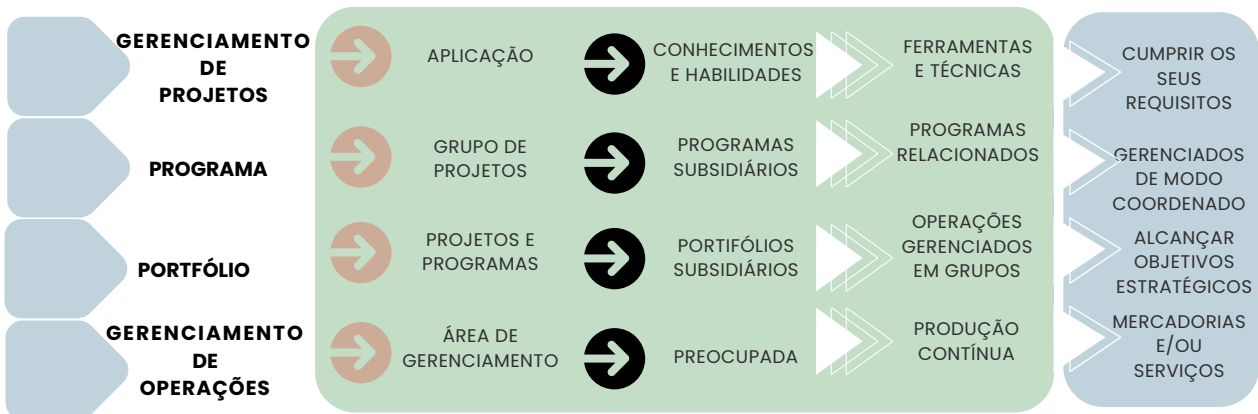 GERENCIAMENTO
DE
PROJETOS
APLICAÇÃO
CONHECIMENTOS
E HABILIDADES
FERRAMENTAS
E TÉCNICAS
CUMPRIR OS
SEUS
REQUISITOS
PROGRAMA
GRUPO DE
PROJETOS
PROGRAMAS
SUBSIDIÁRIOS
PROGRAMAS
RELACIONADOS
GERENCIADOS
DE MODO
COORDENADO
PORTFÓLIO
PROJETOS E
PROGRAMAS
PORTIFÓLIOS
SUBSIDIÁRIOS
OPERAÇÕES
GERENCIADOS
EM GRUPOS
ALCANÇAR
OBJETIVOS
ESTRATÉGICOS
GERENCIAMENTO
DE
OPERAÇÕES
ÁREA DE
GERENCIAMENTO
PREOCUPADA
PRODUÇÃO
CONTÍNUA
MERCADORIAS
E/OU
SERVIÇOS